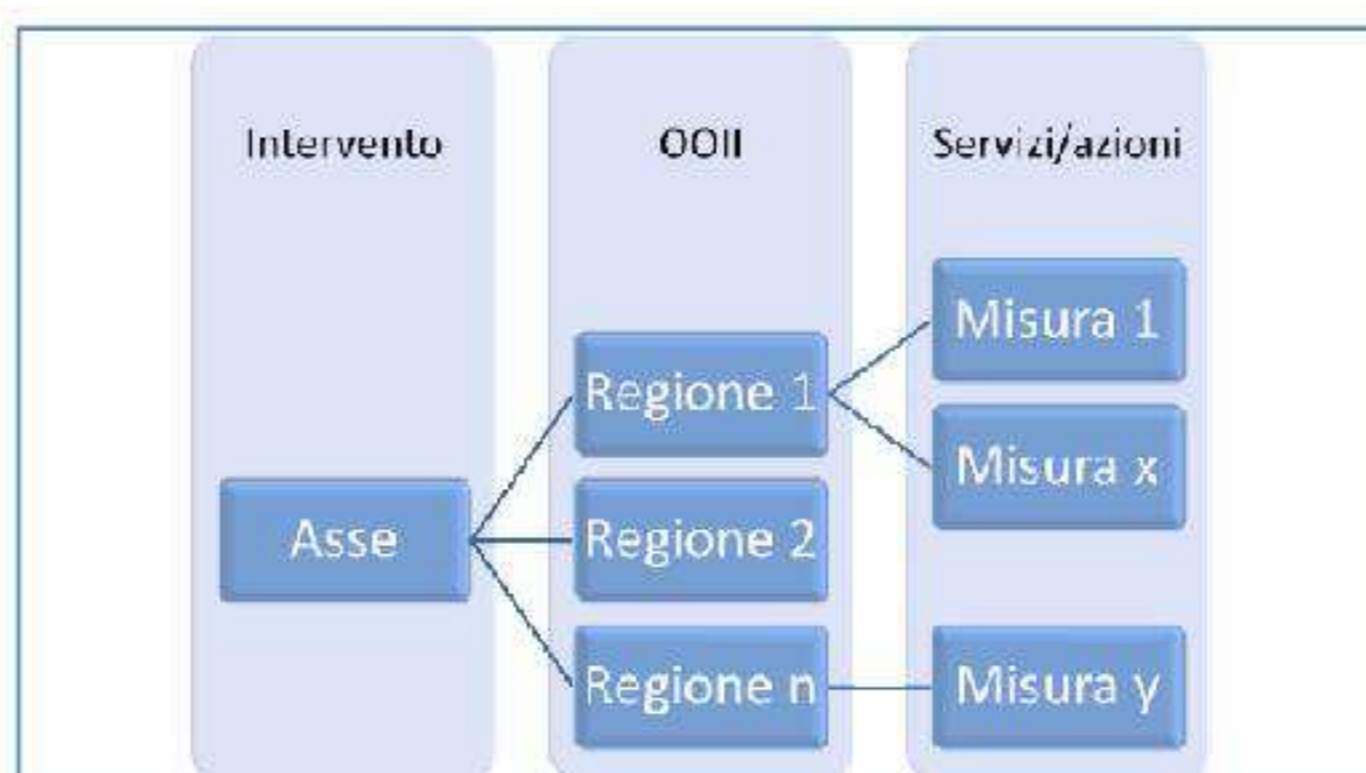 Intervento
OOII
Servizi/azioni
Misura 1
Regione 1
Misura x
Asse
Regione 2
Regione n
Misura y